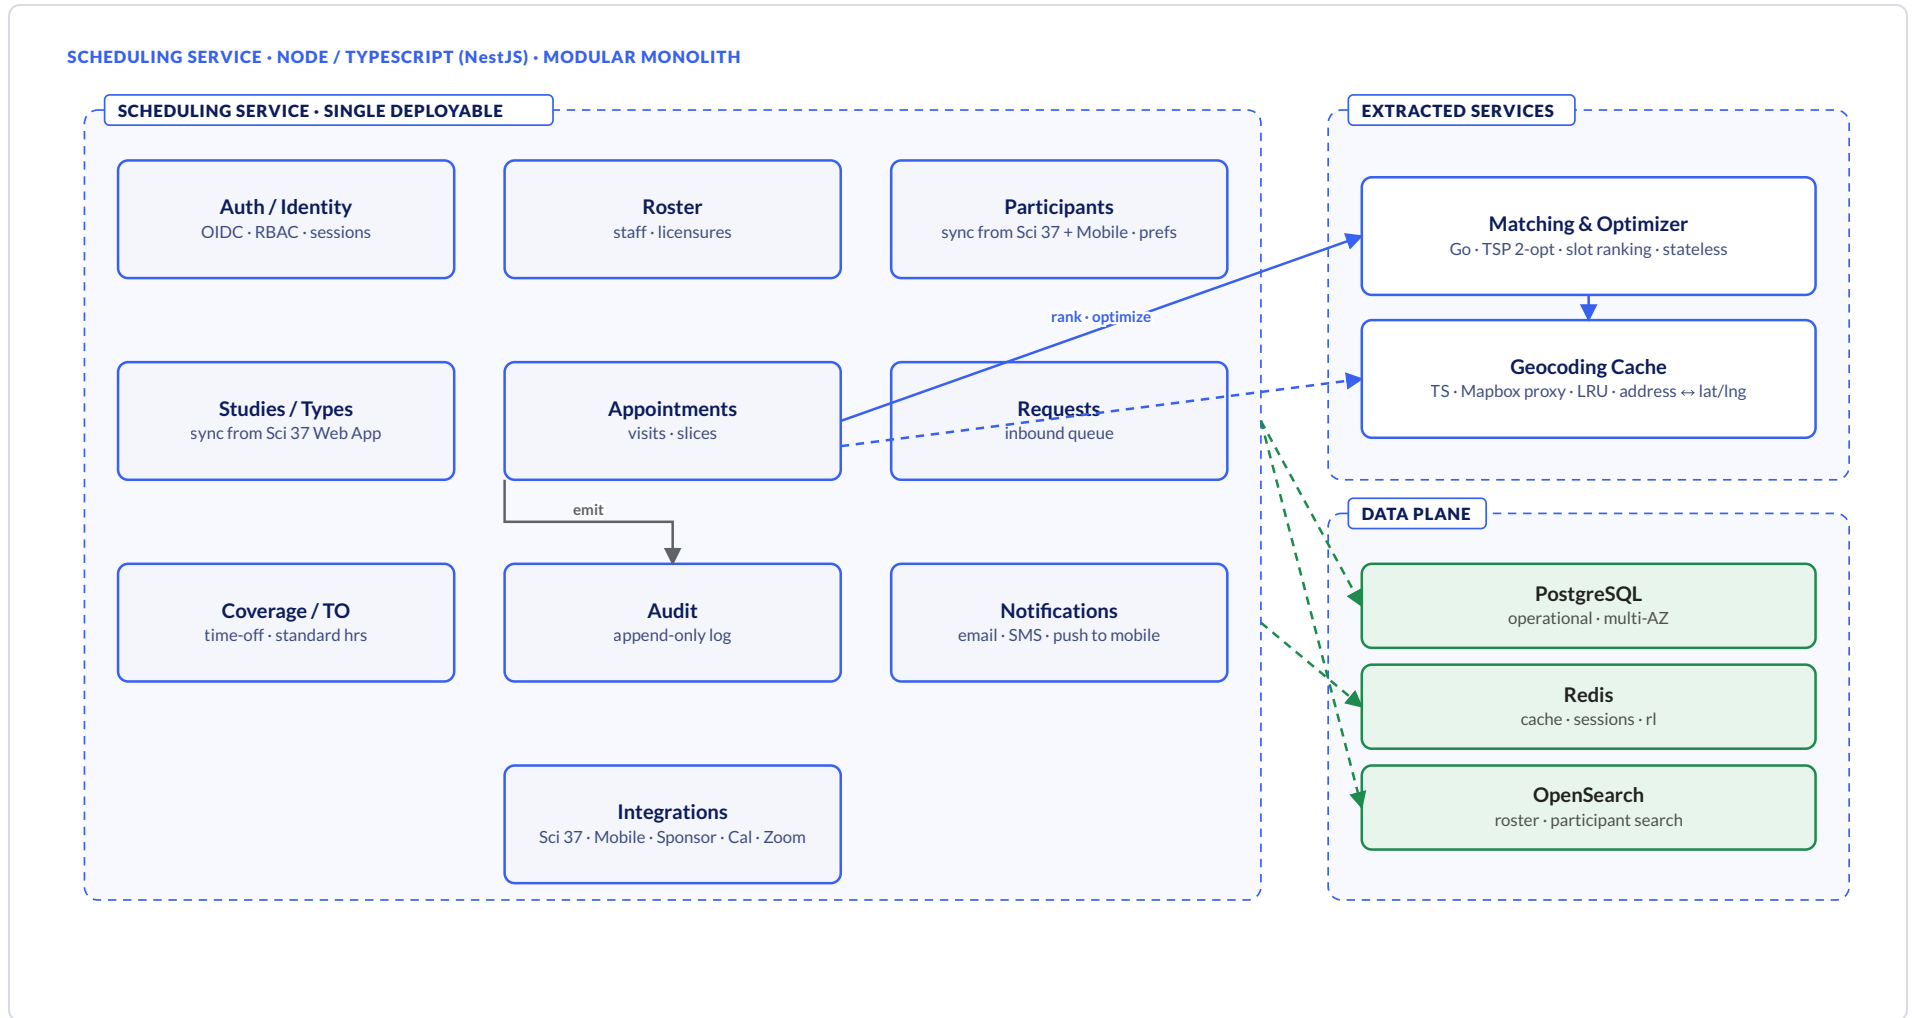 SCHEDULING SERVICE · NODE / TYPESCRIPT (NestJS) · MODULAR MONOLITH
SCHEDULING SERVICE · SINGLE DEPLOYABLE
Auth / Identity
OIDC · RBAC · sessions
Roster
staff · licensures
Participants
sync from Sci 37 + Mobile · prefs
rank · optimize
Studies / Types
sync from Sci 37 Web App
Appointments
visits · slices
Requests
inbound queue
emit
Coverage / TO
time-off · standard hrs
Audit
append-only log
Notifications
email · SMS · push to mobile
Integrations
Sci 37 · Mobile · Sponsor · Cal · Zoom
EXTRACTED SERVICES
Matching & Optimizer
Go · TSP 2-opt · slot ranking · stateless
Geocoding Cache
TS · Mapbox proxy · LRU · address ↔ lat/lng
DATA PLANE
PostgreSQL
operational · multi-AZ
Redis
cache · sessions · rl
OpenSearch
roster · participant search